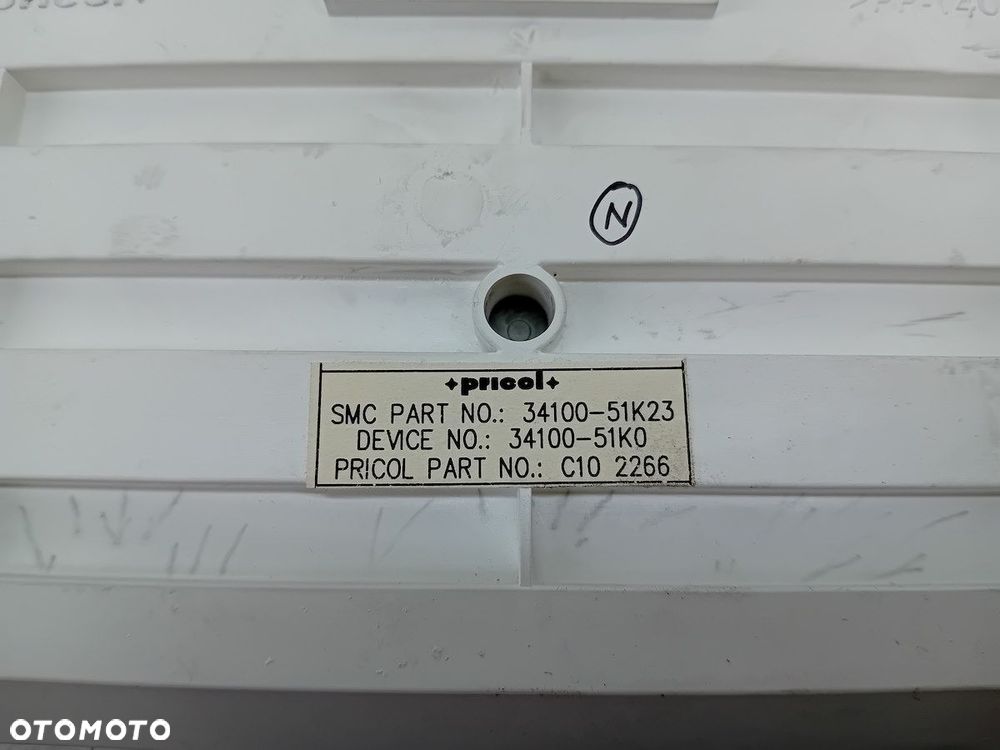 N
+pricol+
SMC PART NO.: 34100-51K23
DEVICE NO.: 34100-51K0
PRICOL PART NO.: C10 2266
OTOMOTO